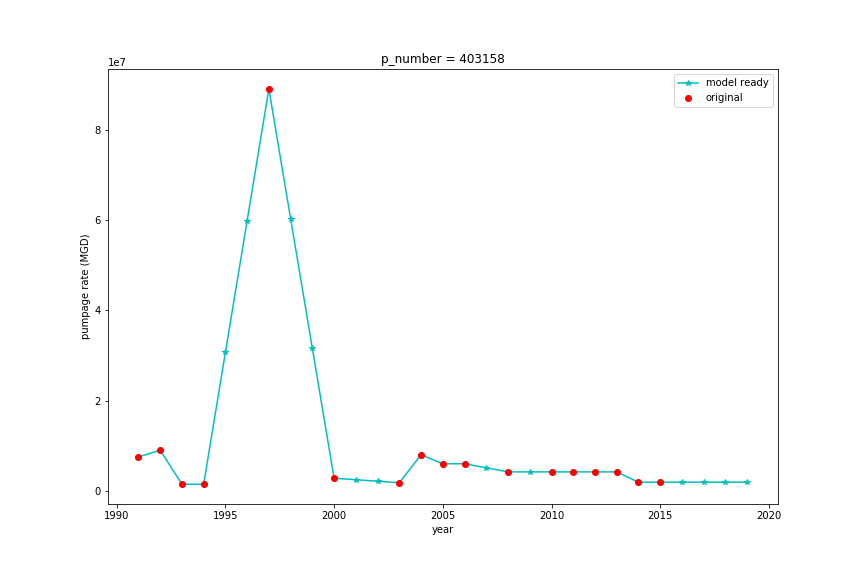 p_number = 403158
1e7
model ready
original
8
6
4
2
0
pumpage rate (MGD)
1990 1995 2000 2005 2010 2015 2020
year